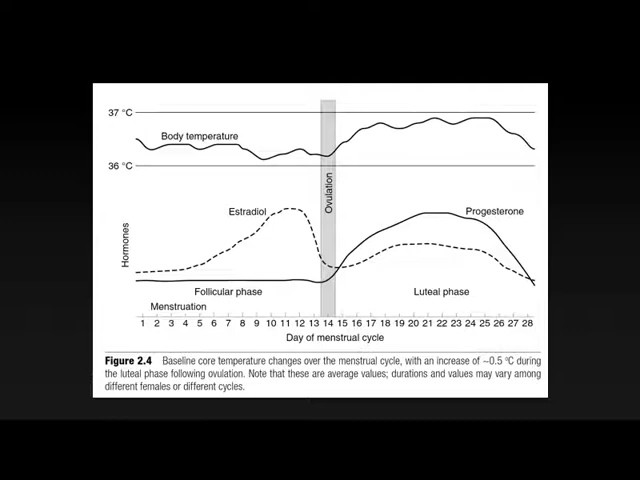 37 °C
Body temperature
36 °C
Ovulation
Estradiol
Progesterone
Hormones
Follicular phase
Luteal phase
Menstruation
1 2 3 4 5 6 7 8 9 10 11 12 13 14 15 16 17 18 19 20 21 22 23 24 25 26 27 28
Day of menstrual cycle
Figure 2.4 Baseline core temperature changes over the menstrual cycle, with an increase of ~0.5 °C during
the luteal phase following ovulation. Note that these are average values; durations and values may vary among
different females or different cycles.